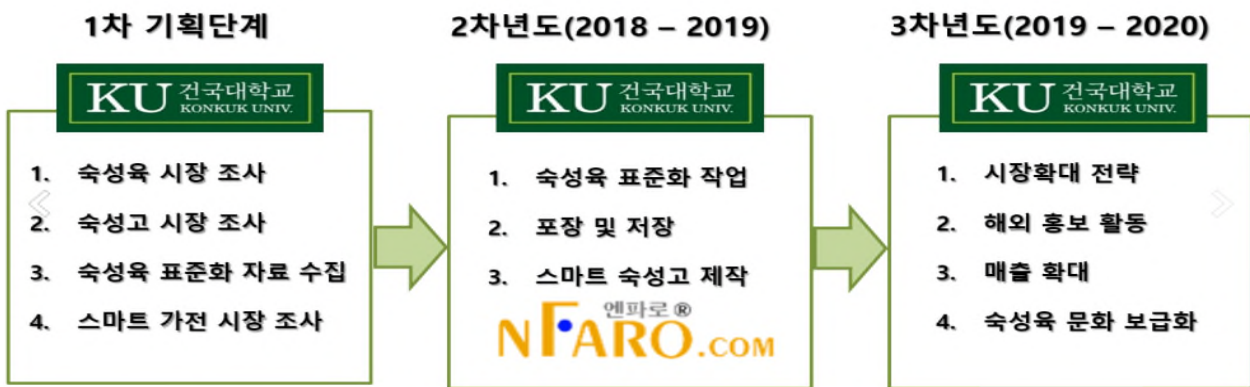 1차 기획단계
KU 건국대학교
KONKUK UNIV.
1. 숙성육 시장 조사
2. 숙성고 시장 조사
3. 숙성육 표준화 자료 수집
4. 스마트 가전 시장 조사
2차년도(2018 – 2019)
KU 건국대학교
KONKUK UNIV.
1. 숙성육 표준화 작업
2. 포장 및 저장
3. 스마트 숙성고 제작
엔파로®
NFARO.COM
3차년도(2019 – 2020)
KU 건국대학교
KONKUK UNIV.
1. 시장확대 전략
2. 해외 홍보 활동
3. 매출 확대
4. 숙성육 문화 보급화